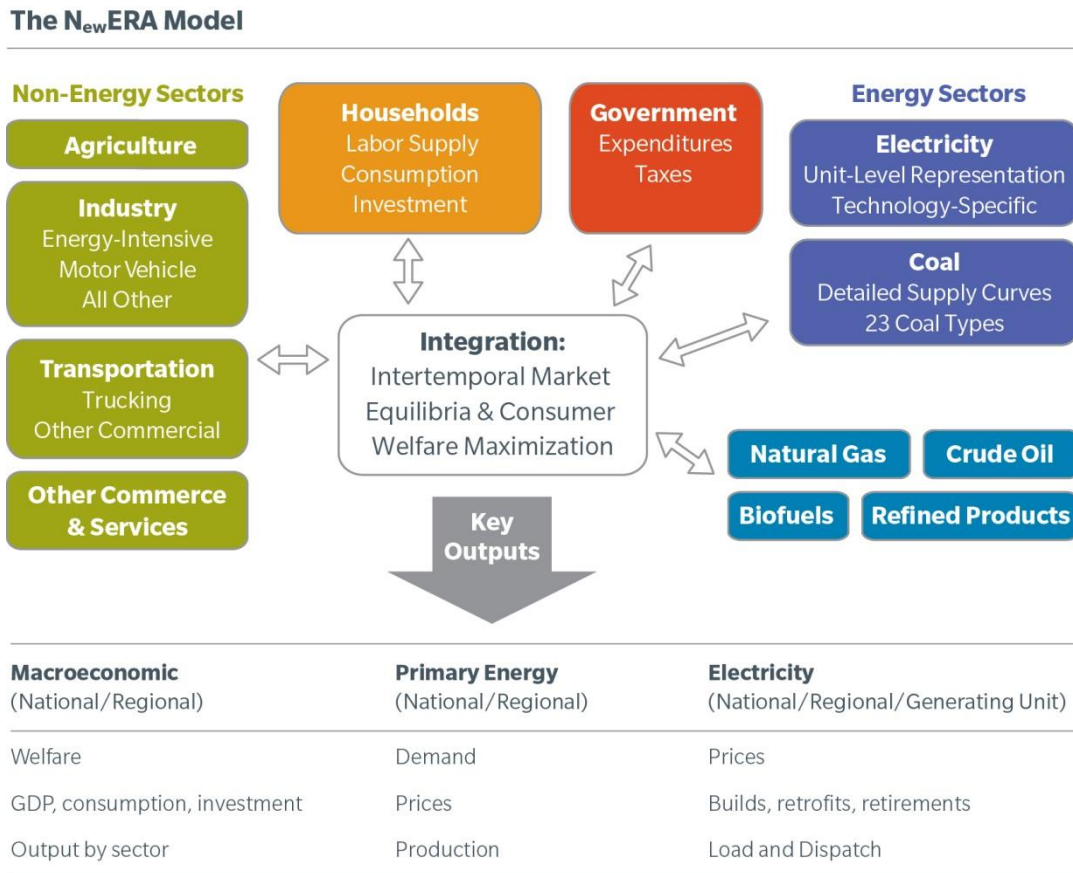 The NewERA Model
Non-Energy Sectors
Agriculture
Industry
Energy-Intensive
Motor Vehicle
All Other
Transportation
Trucking
Other Commercial
Other Commerce
& Services
Households
Labor Supply
Consumption
Investment
Government
Expenditures
Taxes
Energy Sectors
Electricity
Unit-Level Representation
Technology-Specific
Coal
Detailed Supply Curves
23 Coal Types
Integration:
Intertemporal Market
Equilibria & Consumer
Welfare Maximization
Natural Gas
Crude Oil
Biofuels
Refined Products
Key
Outputs
Macroeconomic
(National/Regional)
Welfare
GDP, consumption, investment
Output by sector
Primary Energy
(National/Regional)
Demand
Prices
Production
Electricity
(National/Regional/Generating Unit)
Prices
Builds, retrofits, retirements
Load and Dispatch